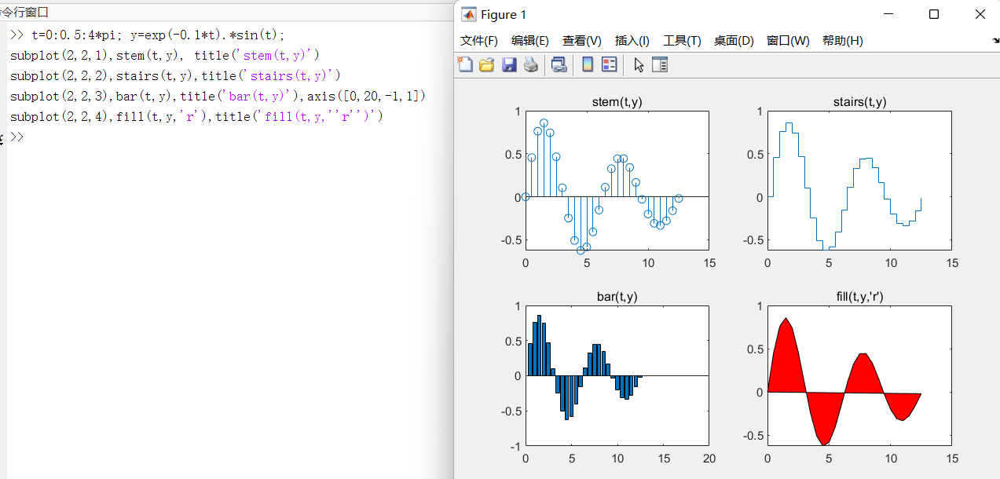 令行窗口
>> t=0:0.5:4*pi; y=exp(-0.1*t).*sin(t);
subplot(2,2,1),stem(t,y), title('stem(t,y)')
subplot(2,2,2),stairs(t,y),title('stairs(t,y)')
subplot(2,2,3),bar(t,y),title('bar(t,y)'),axis([0,20,-1,1])
subplot(2,2,4),fill(t,y,'r'),title('fill(t,y,''r'')')
>>
Figure 1
文件(F) 编辑(E) 查看(V) 插入(I) 工具(T) 桌面(D) 窗口(W) 帮助(H)
stem(t,y)
1
0.5
0
-0.5
0 5 10 15
stairs(t,y)
1
0.5
0
-0.5
0 5 10 15
bar(t,y)
1
0.5
0
-0.5
-1
0 5 10 15 20
fill(t,y,'r')
1
0.5
0
-0.5
0 5 10 15